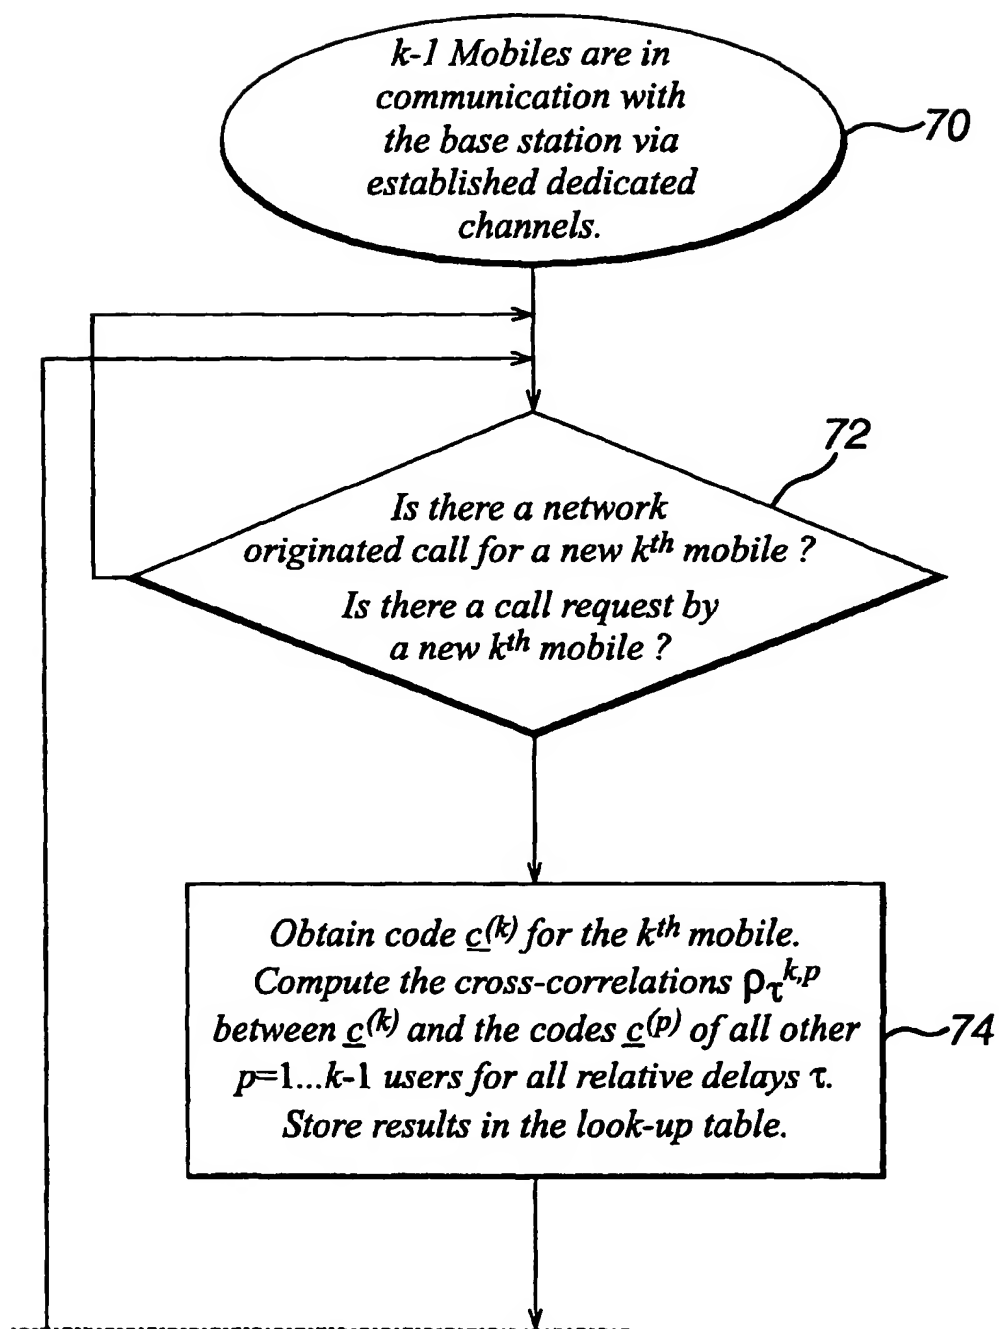 k-1 Mobiles are in
communication with
the base station via
established dedicated
channels.
70
72
Is there a network
originated call for a new kth mobile ?
Is there a call request by
a new kth mobile ?
Obtain code c(k) for the kth mobile.
Compute the cross-correlations ρτk,p
between c(k) and the codes c(p) of all other
p=1...k-1 users for all relative delays τ.
Store results in the look-up table.
74